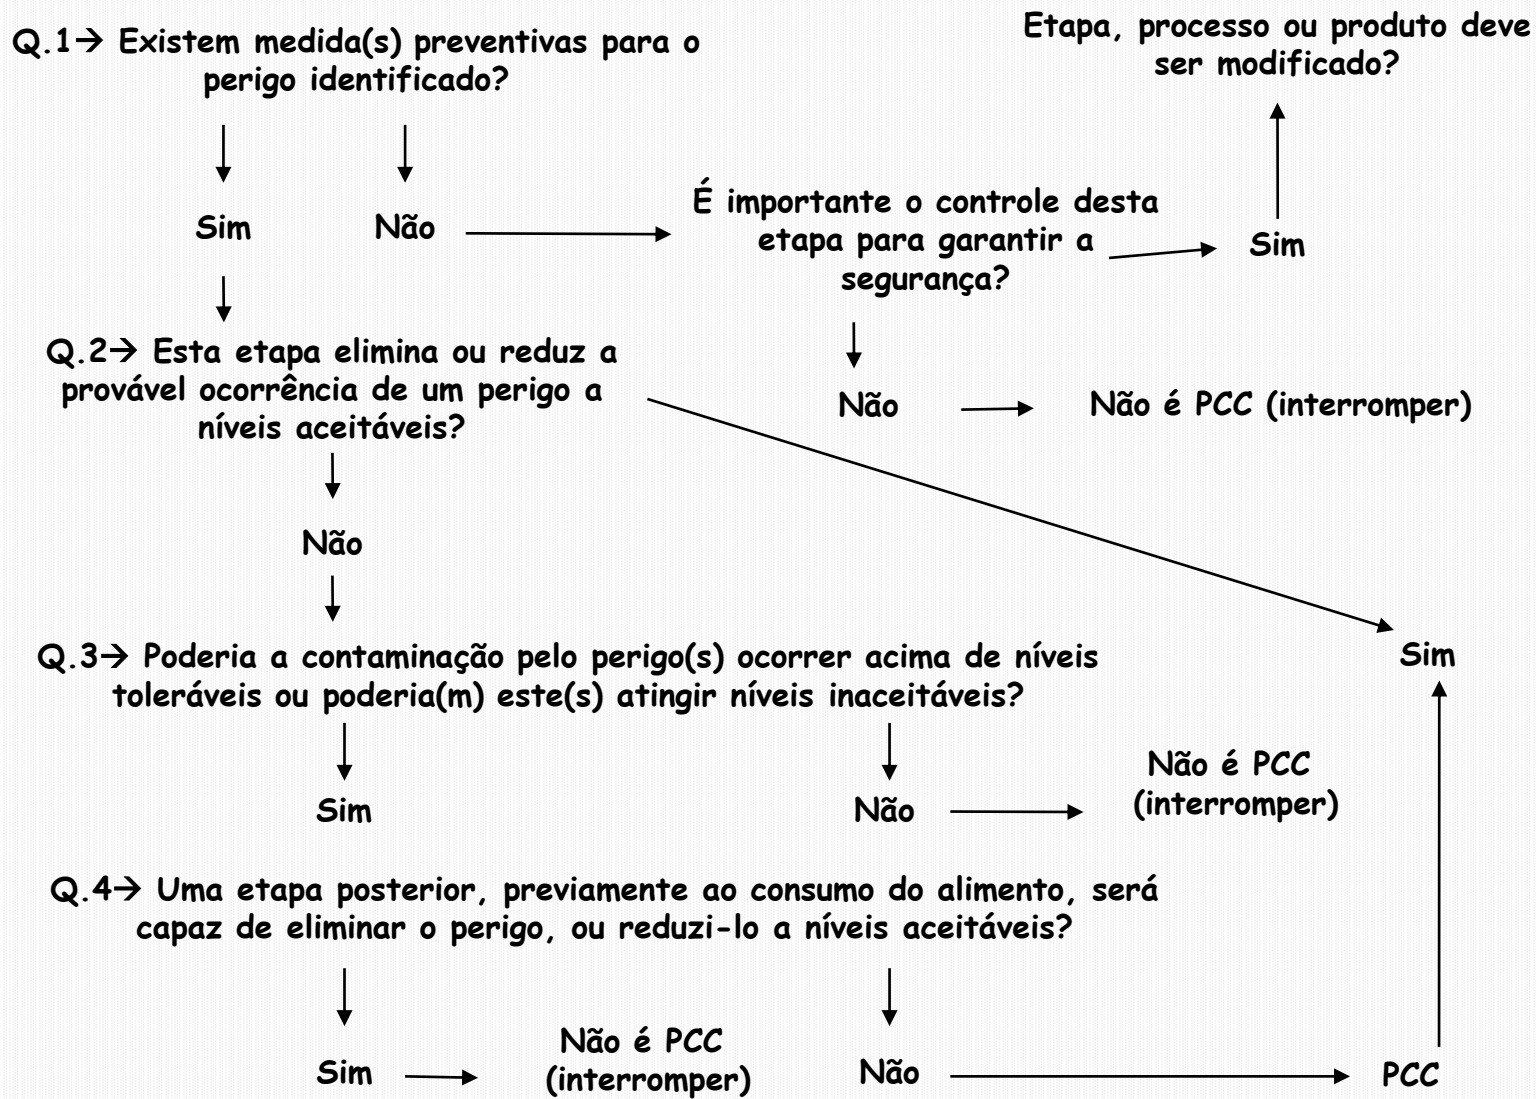 Q.1→ Existem medida(s) preventivas para o
perigo identificado?
Etapa, processo ou produto deve
ser modificado?
Sim
Não
É importante o controle desta
etapa para garantir a
segurança?
Sim
Q.2→ Esta etapa elimina ou reduz a
provável ocorrência de um perigo a
níveis aceitáveis?
Não
Não é PCC (interromper)
Não
Q.3→ Poderia a contaminação pelo perigo(s) ocorrer acima de níveis
toleráveis ou poderia(m) este(s) atingir níveis inaceitáveis?
Sim
Sim
Não
Não é PCC
(interromper)
Q.4→ Uma etapa posterior, previamente ao consumo do alimento, será
capaz de eliminar o perigo, ou reduzi-lo a níveis aceitáveis?
Sim
Não é PCC
(interromper)
Não
PCC